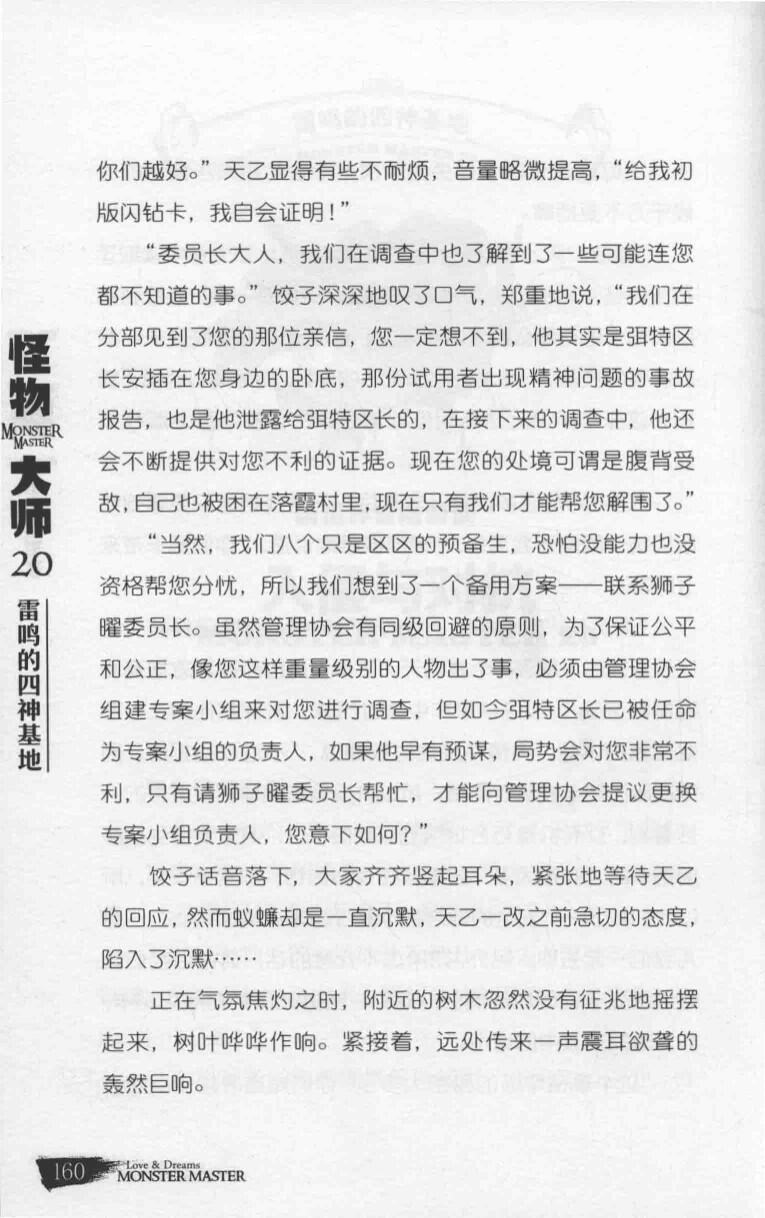 你们越好。”天乙显得有些不耐烦，音量略微提高，“给我初
版闪钻卡，我自会证明！”
“委员长大人，我们在调查中也了解到了一些可能连您
都不知道的事。”饺子深深地叹了口气，郑重地说，“我们在
分部见到了您的那位亲信，您一定想不到，他其实是弭特区
长安插在您身边的卧底，那份试用者出现精神问题的事故
报告，也是他泄露给弭特区长的，在接下来的调查中，他还
会不断提供对您不利的证据。现在您的处境可谓是腹背受
敌，自己也被困在落霞村里，现在只有我们才能帮您解围了。”
“当然，我们八个只是区区的预备生，恐怕没能力也没
资格帮您分忧，所以我们想到了一个备用方案——联系狮子
曜委员长。虽然管理协会有同级回避的原则，为了保证公平
和公正，像您这样重量级别的人物出了事，必须由管理协会
组建专案小组来对您进行调查，但如今弭特区长已被任命
为专案小组的负责人，如果他早有预谋，局势会对您非常不
利，只有请狮子曜委员长帮忙，才能向管理协会提议更换
专案小组负责人，您意下如何？”
饺子话音落下，大家齐齐竖起耳朵，紧张地等待天乙
的回应，然而蚁蠊却是一直沉默，天乙一改之前急切的态度，
陷入了沉默……
正在气氛焦灼之时，附近的树木忽然没有征兆地摇摆
起来，树叶哗哗作响。紧接着，远处传来一声震耳欲聋的
轰然巨响。
怪物
MONSTER
MASTER
大师
20
雷鸣的四神基地
160
Love & Dreams
MONSTER MASTER